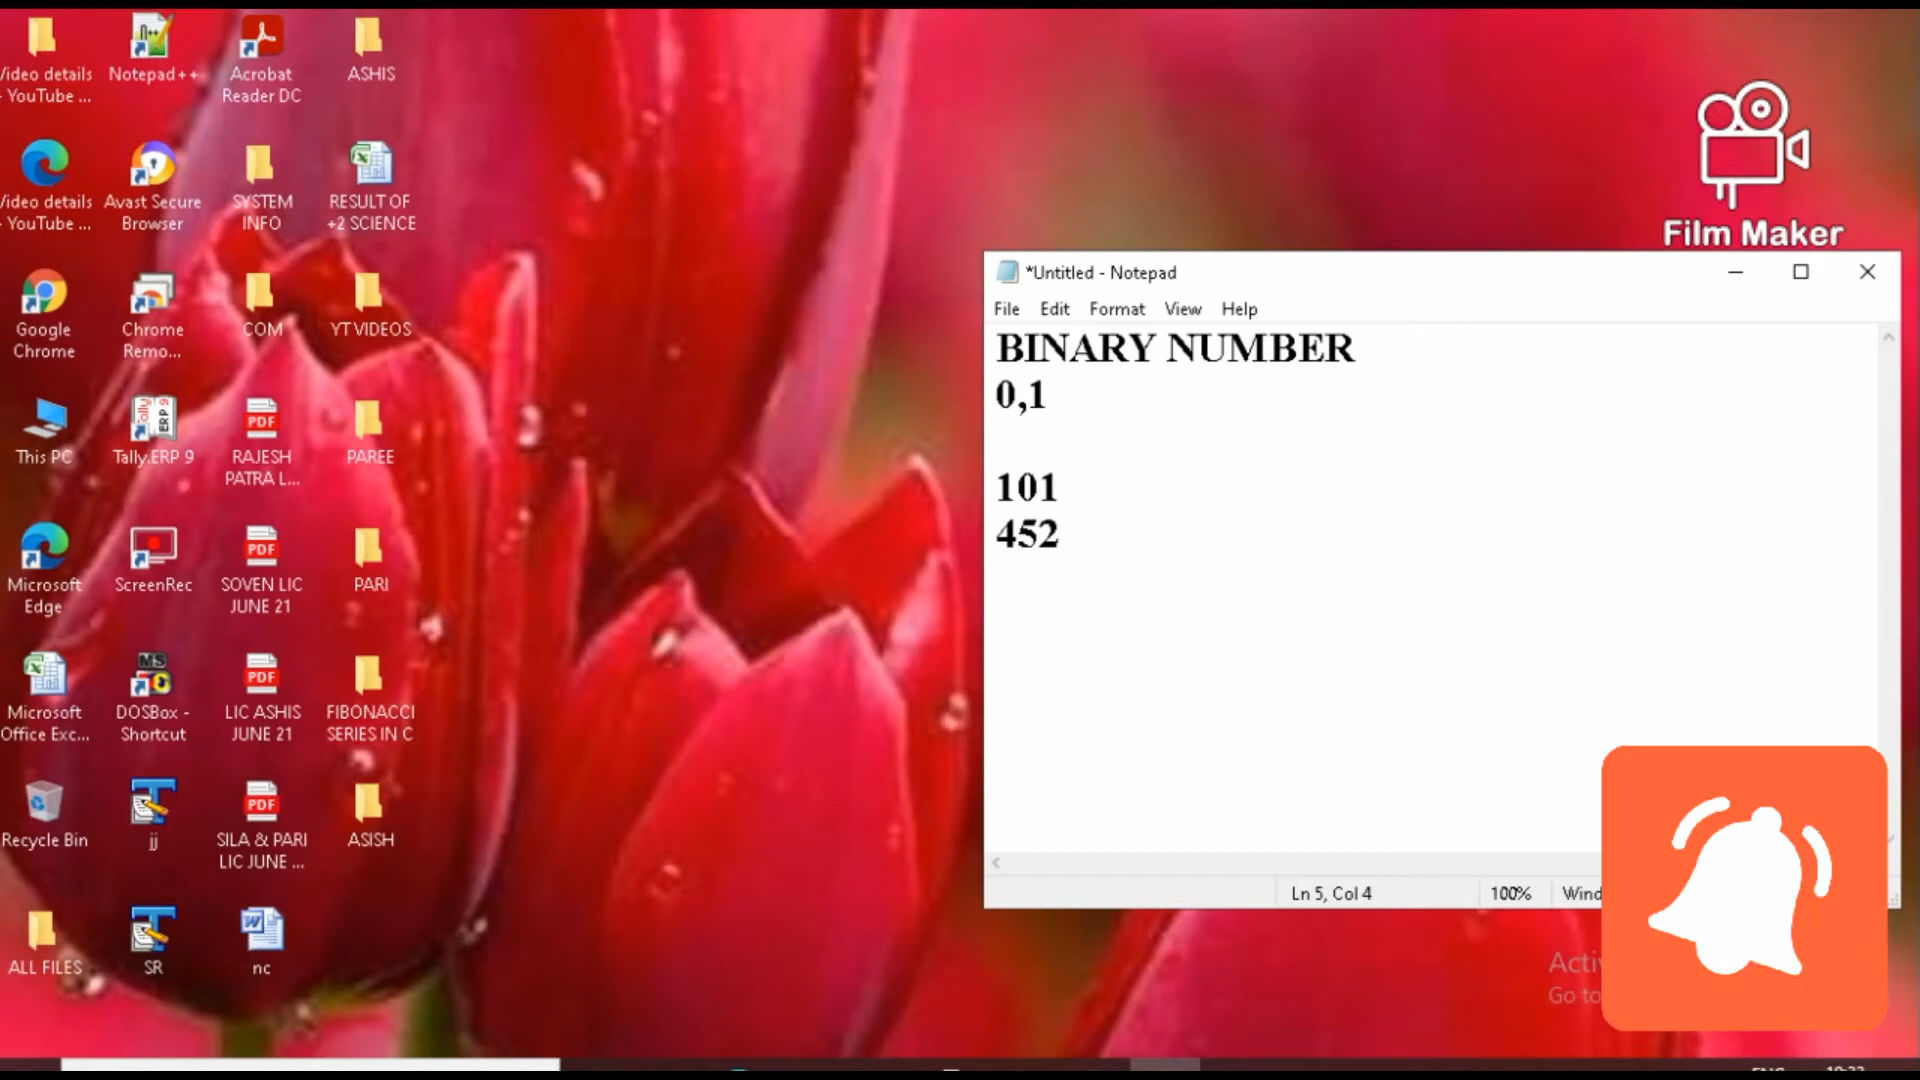 Video details
- YouTube ...
Notepad++
Acrobat
Reader DC
ASHIS
Video details
- YouTube ...
Avast Secure
Browser
SYSTEM
INFO
RESULT OF
+2 SCIENCE
Google
Chrome
Chrome
Remo...
COM
YT VIDEOS
This PC
Tally.ERP 9
RAJESH
PATRA L...
PAREE
Microsoft
Edge
ScreenRec
SOVEN LIC
JUNE 21
PARI
Microsoft
Office Exc...
DOSBox -
Shortcut
LIC ASHIS
JUNE 21
FIBONACCI
SERIES IN C
Recycle Bin
jj
SILA & PARI
LIC JUNE ...
ASISH
ALL FILES
SR
nc
Film Maker
*Untitled - Notepad
File Edit Format View Help
BINARY NUMBER
0,1
101
452
Ln 5, Col 4 100% Wind
Acti
Go to